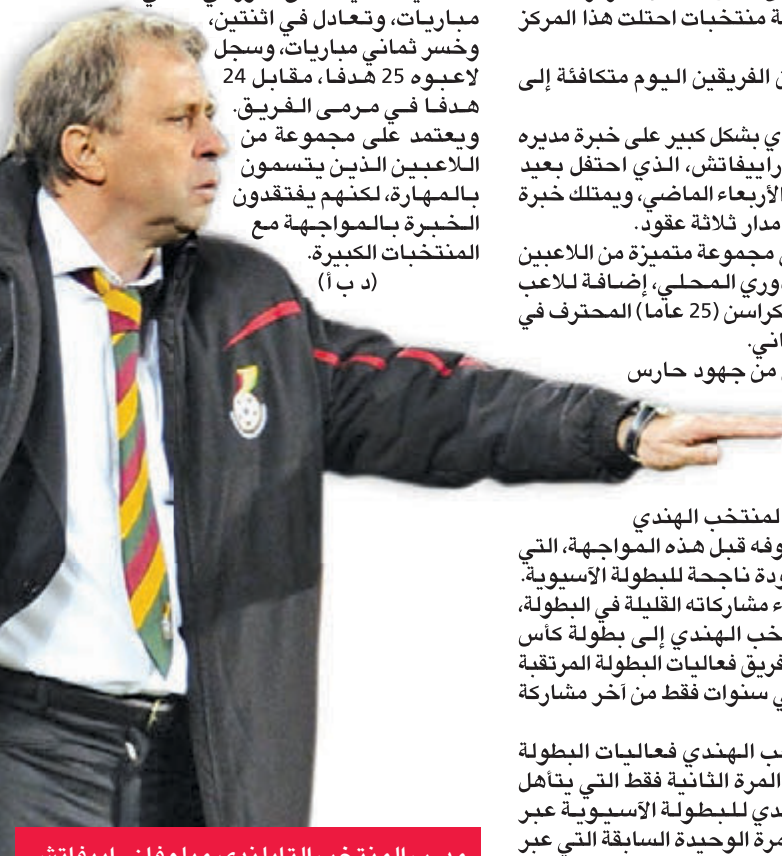 ة منتخبات احتلت هذا المركز
ن الفريقين اليوم متكافئة إلى
ي بشكل كبير على خبرة مديره
راييفاتش، الذي احتفل بعيد
الأربعاء الماضي، ويمتلك خبرة
مدار ثلاثة عقود.
مجموعة متميزة من اللاعبين
وري المحلي، إضافة للاعب
كراسن (25 عاما) المحترف في
اني.
من جهود حارس
لمنتخب الهندي
وفه قبل هذه المواجهة، التي
ودة ناجحة للبطولة الآسيوية.
ء مشاركاته القليلة في البطولة،
خب الهندي إلى بطولة كأس
فريق فعاليات البطولة المرتقبة
ي سنوات فقط من آخر مشاركة
ب الهندي فعاليات البطولة
المرة الثانية فقط التي يتأهل
دي للبطولة الآسيوية عبر
مرة الوحيدة السابقة التي عبر
مباريات، وتعادل في اثنتين،
وخسر ثماني مباريات، وسجل
لاعبوه 25 هدفا، مقابل 24
هدفا في مرمى الفريق.
ويعتمد على مجموعة من
اللاعبين الذين يتسمون
بالمهارة، لكنهم يفتقدون
الخبرة بالمواجهة مع
المنتخبات الكبيرة.
(د ب أ)